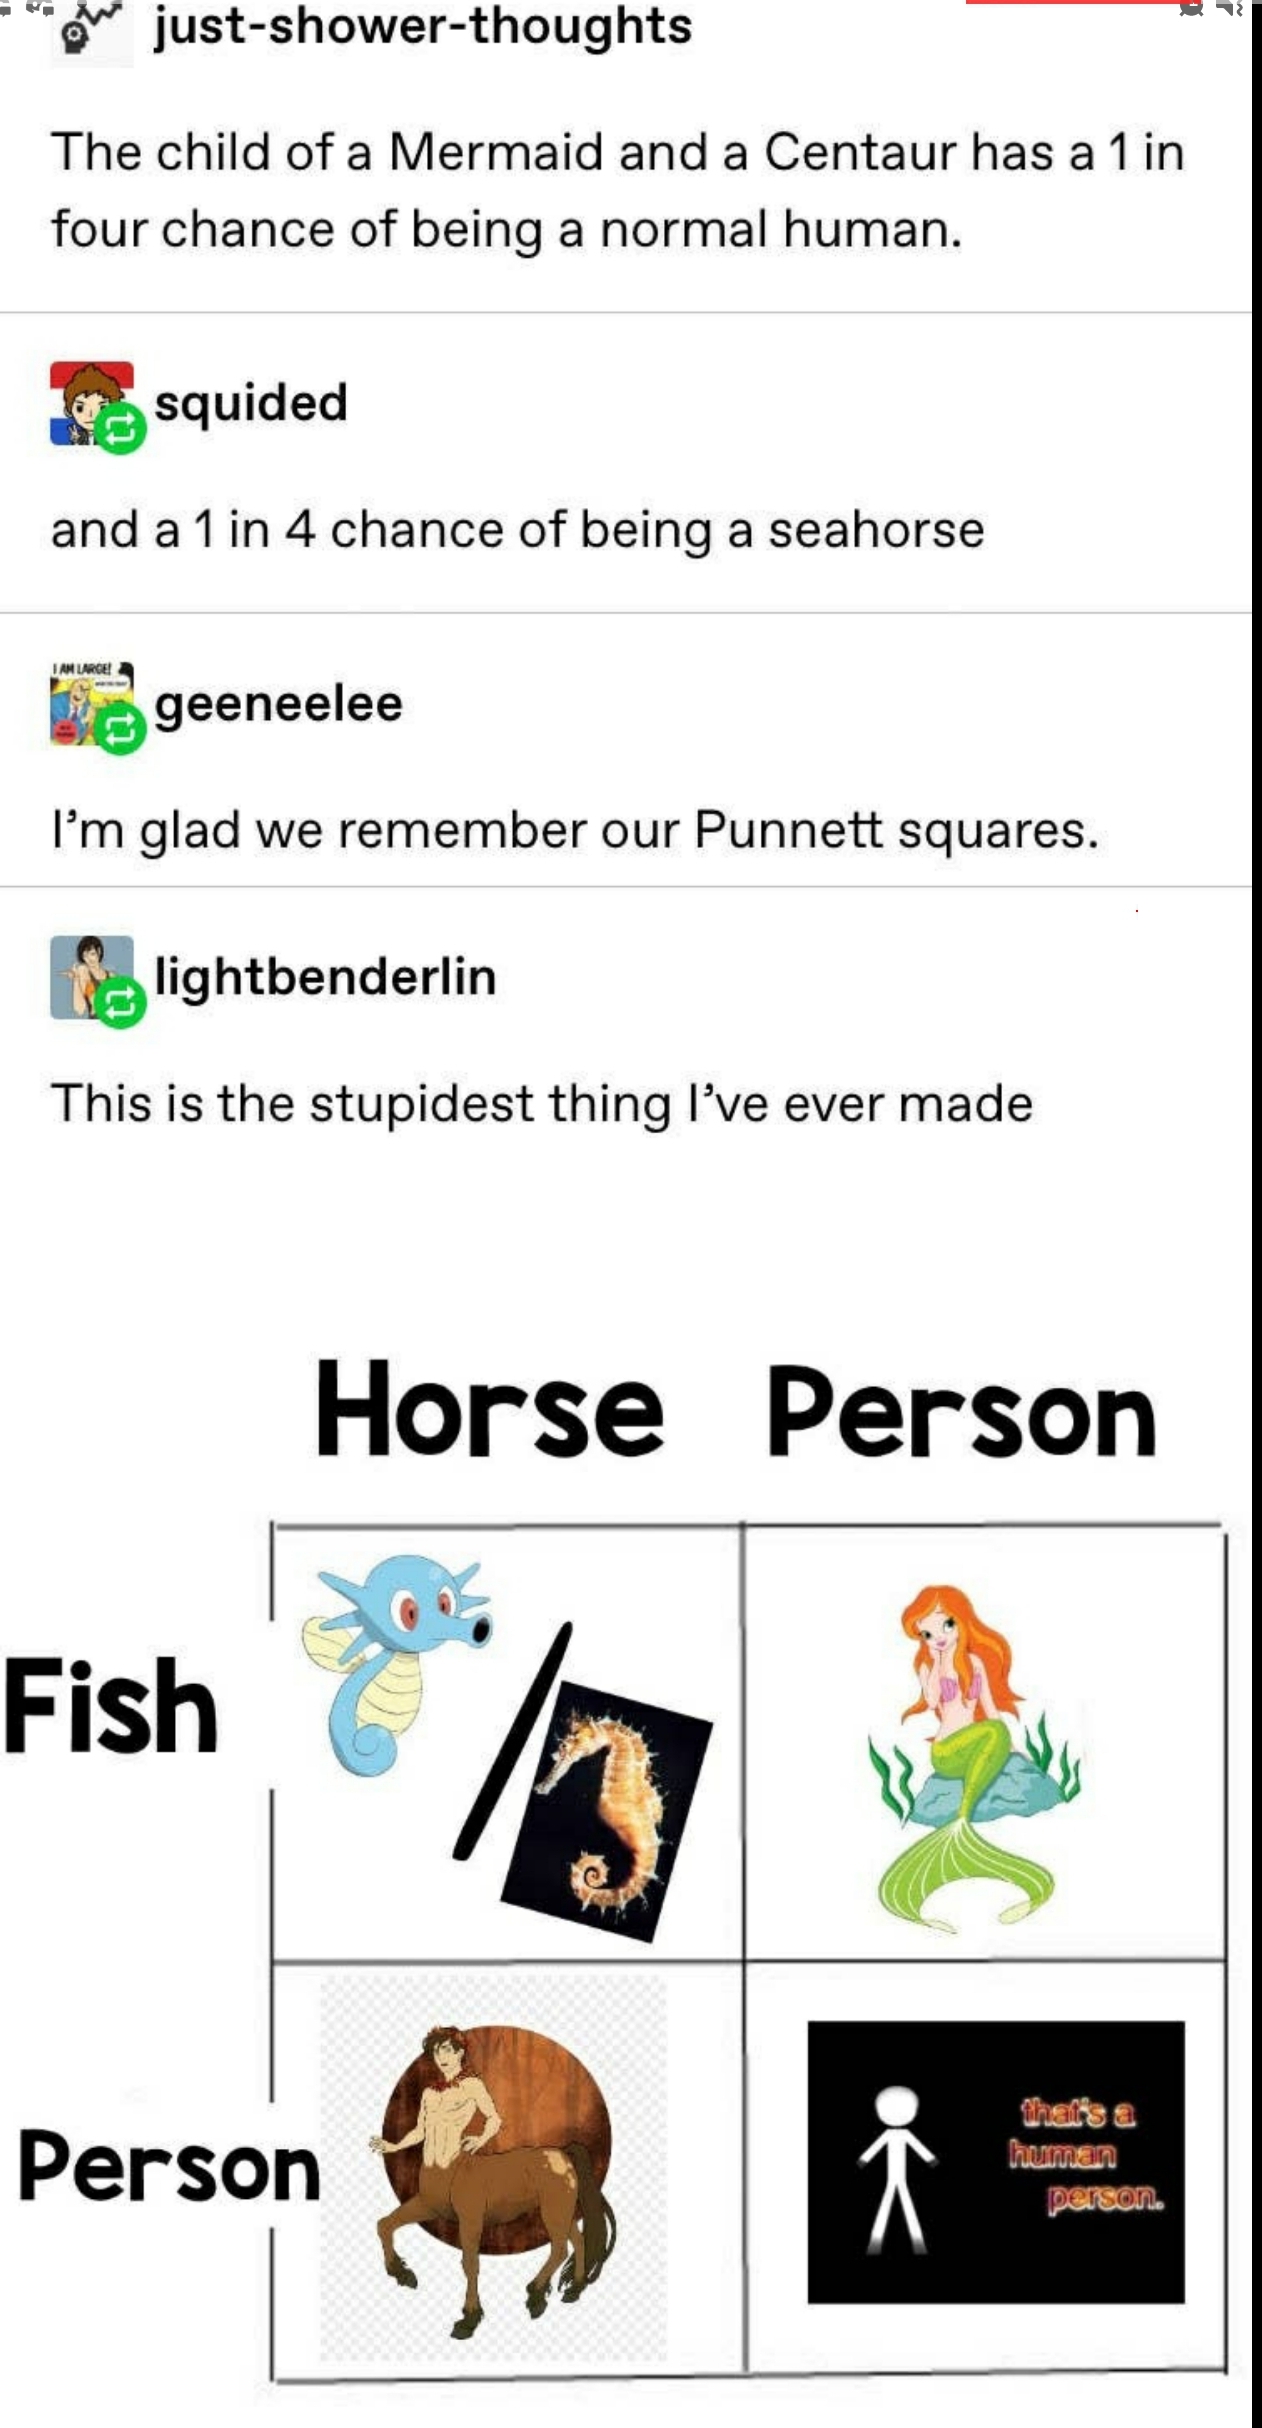 just-shower-thoughts
The child of a Mermaid and a Centaur has a 1 in
four chance of being a normal human.
squided
and a 1 in 4 chance of being a seahorse
I AM LARGE!
geeneelee
I'm glad we remember our Punnett squares.
lightbenderlin
This is the stupidest thing I've ever made
Horse Person
Fish
Person
that's a
human
person.